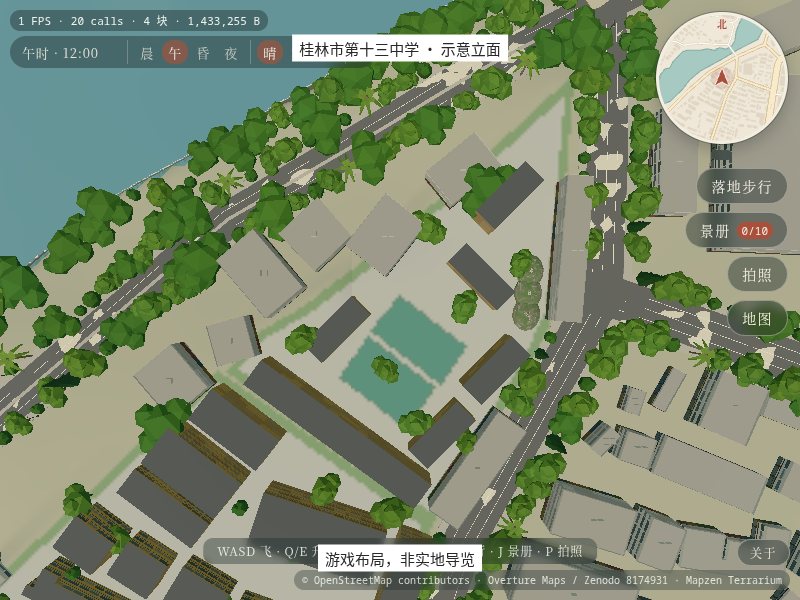 1 FPS · 20 calls · 4 块 · 1,433,255 B
午时 · 12:00 晨 午 昏 夜 晴
桂林市第十三中学 · 示意立面
北
落地步行
景册 0/10
拍照
地图
WASD 飞 · Q/E · J 景册 · P 拍照
关于
游戏布局，非实地导览
© OpenStreetMap contributors · Overture Maps / Zenodo 8174931 · Mapzen Terrarium